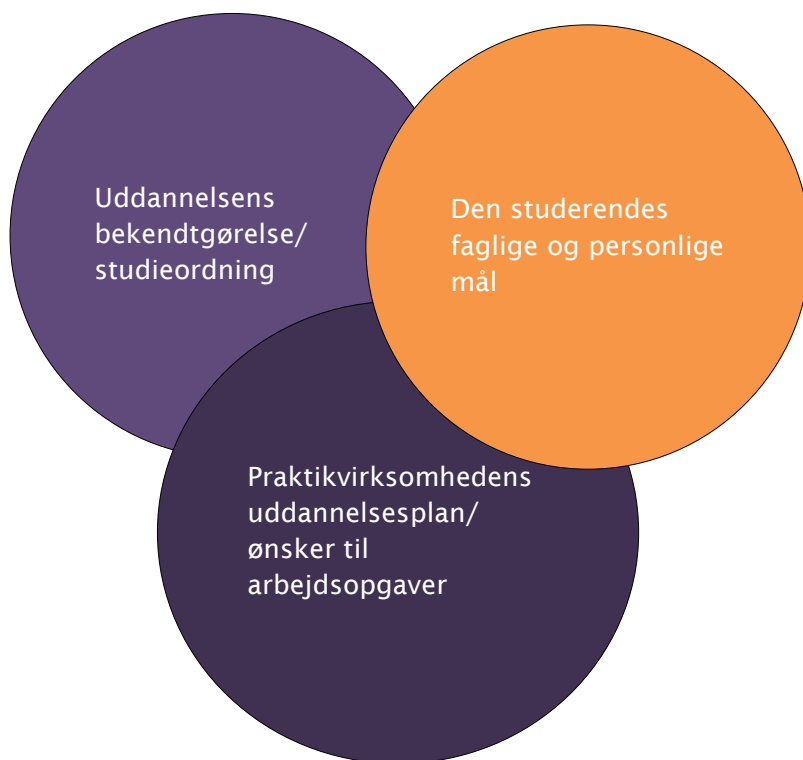 Uddannelsens
bekendtgørelse/
studieordning
Den studerendes
faglige og personlige
mål
Praktikvirksomhedens
uddannelsesplan/
ønsker til
arbejdsopgaver